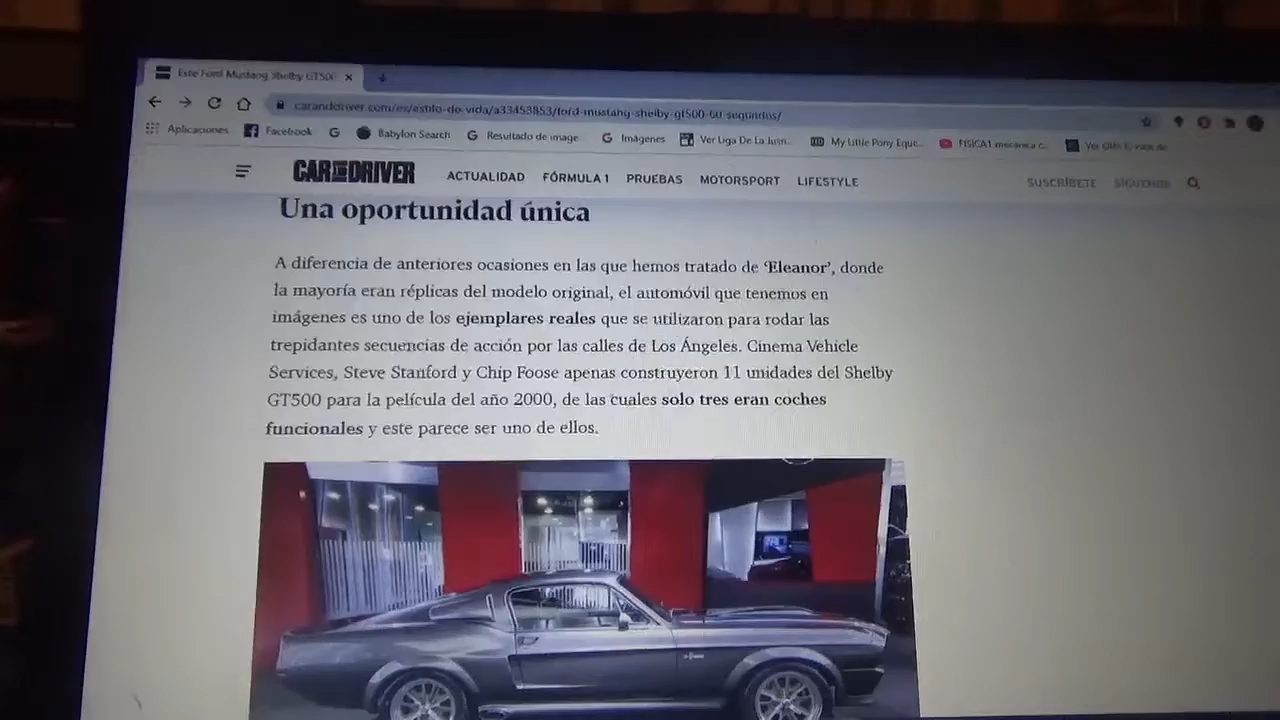 Este Ford Mustang Shelby GT500
caranddriver.com/es/estilo-de-vida/a33453853/ford-mustang-shelby-gt500-60-segundos/
Aplicaciones Facebook Babylon Search Resultado de image Imágenes Ver Liga De La Justi... My Little Pony Eque... FISICA1 mecánica c...
CAR AND DRIVER ACTUALIDAD FÓRMULA 1 PRUEBAS MOTORSPORT LIFESTYLE SUSCRÍBETE SÍGUENOS
Una oportunidad única
A diferencia de anteriores ocasiones en las que hemos tratado de ‘Eleanor’, donde
la mayoría eran réplicas del modelo original, el automóvil que tenemos en
imágenes es uno de los ejemplares reales que se utilizaron para rodar las
trepidantes secuencias de acción por las calles de Los Ángeles. Cinema Vehicle
Services, Steve Stanford y Chip Foose apenas construyeron 11 unidades del Shelby
GT500 para la película del año 2000, de las cuales solo tres eran coches
funcionales y este parece ser uno de ellos.